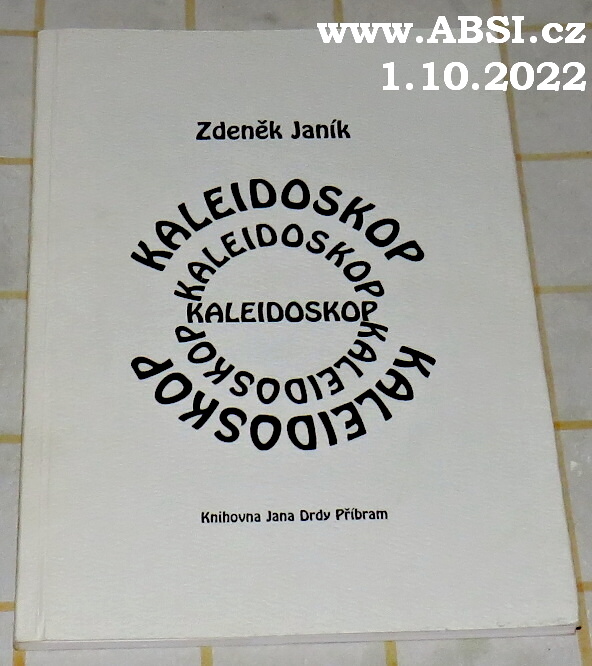 www.ABSI.cz
1.10.2022
Zdeněk Janík
KALEIDOSKOP
KALEIDOSKOP
KALEIDOSKOP
KALEIDOSKOP
KALEIDOSKOP
Knihovna Jana Drdy Příbram